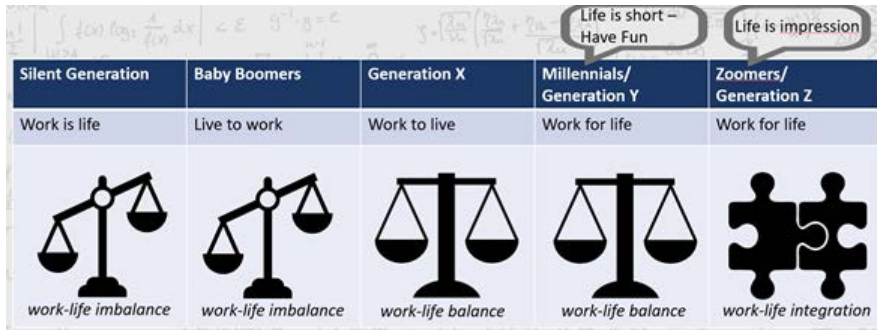 Life is short –
Have Fun
Life is impression
Silent Generation
Baby Boomers
Generation X
Millennials/
Generation Y
Zoomers/
Generation Z
Work is life
Live to work
Work to live
Work for life
Work for life
work-life imbalance
work-life imbalance
work-life balance
work-life balance
work-life integration